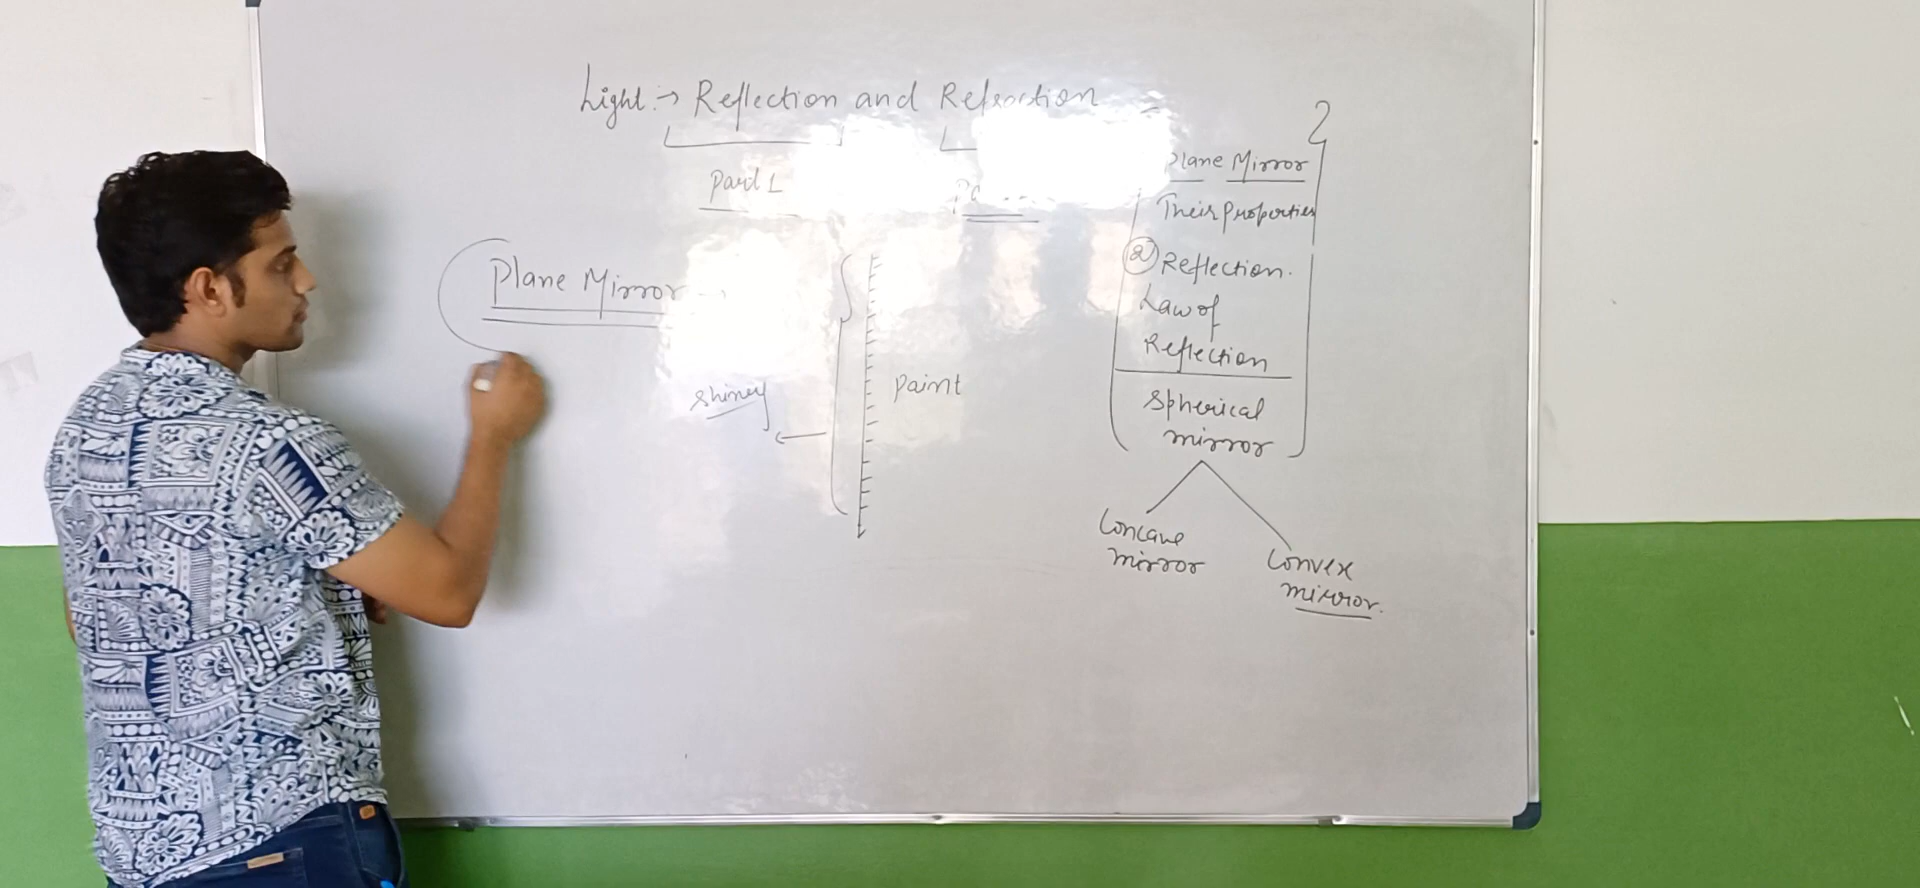 Light :→ Reflection and Refraction
Part 1
Plane Mirror
shiney
paint
Plane Mirror
Their Properties
② Reflection.
Law of
Reflection
Spherical
mirror
Concave
mirror
Convex
mirror.